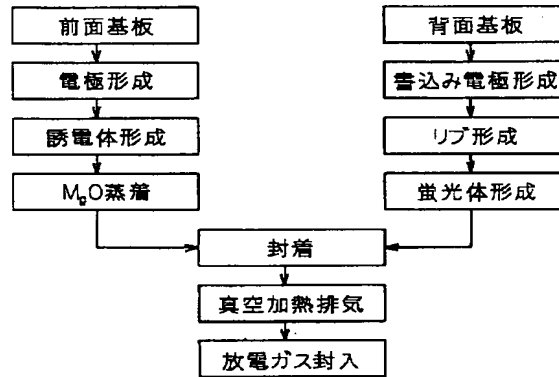 前面基板
電極形成
誘電体形成
MgO蒸着
背面基板
書込み電極形成
リブ形成
蛍光体形成
封着
真空加熱排気
放電ガス封入